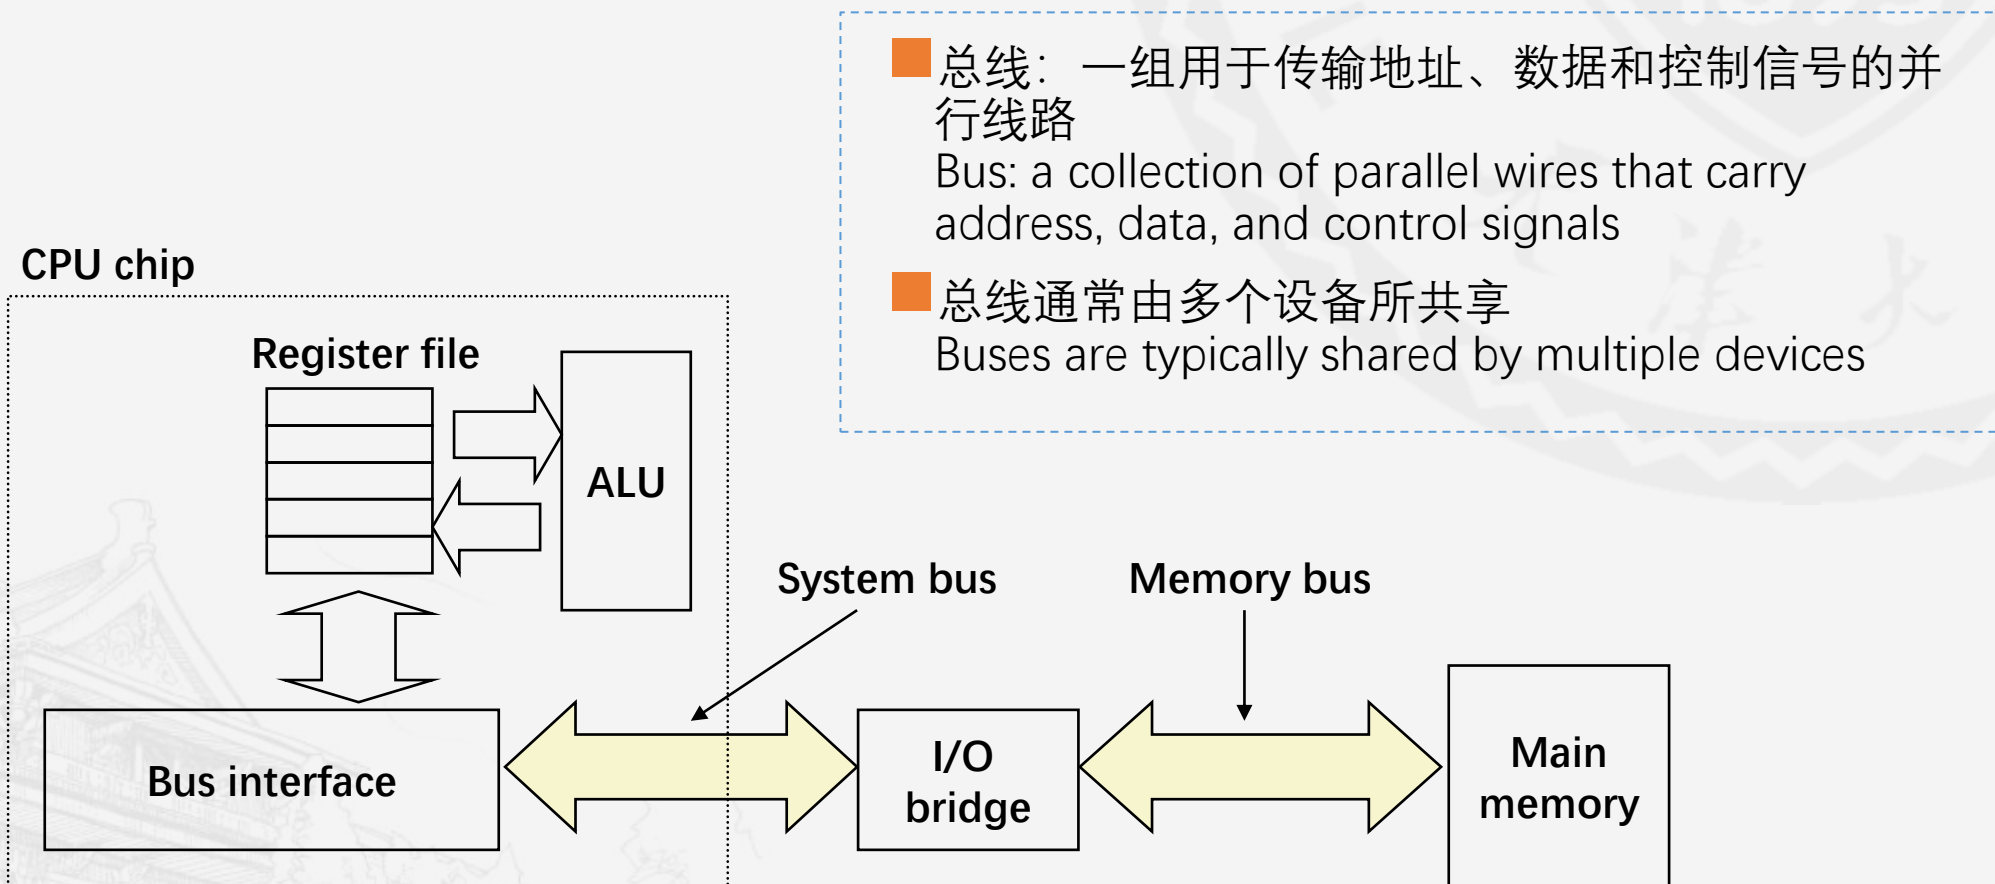 总线： 一组用于传输地址、数据和控制信号的并
行线路
Bus: a collection of parallel wires that carry
address, data, and control signals
总线通常由多个设备所共享
Buses are typically shared by multiple devices
CPU chip
Register file
ALU
System bus
Memory bus
Bus interface
I/O
bridge
Main
memory